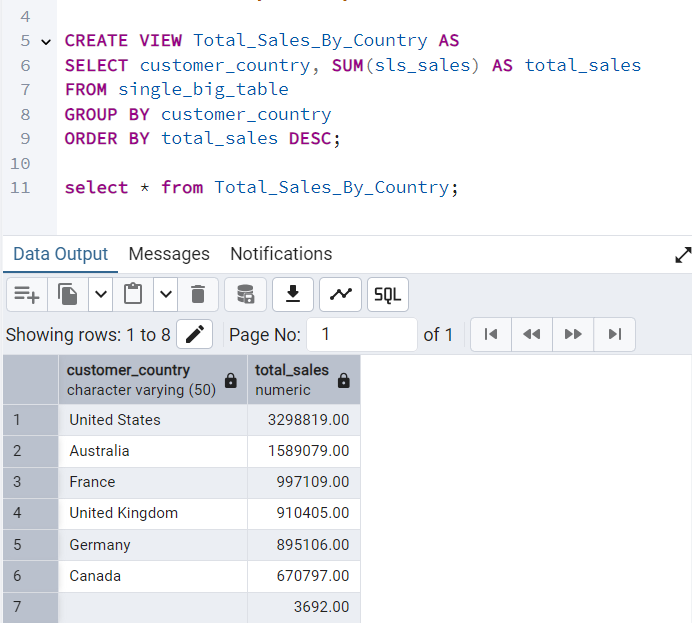 4
5 CREATE VIEW Total_Sales_By_Country AS
6 SELECT customer_country, SUM(sls_sales) AS total_sales
7 FROM single_big_table
8 GROUP BY customer_country
9 ORDER BY total_sales DESC;
10
11 select * from Total_Sales_By_Country;
Data Output Messages Notifications
SQL
Showing rows: 1 to 8 Page No: 1 of 1
customer_country total_sales
character varying (50) numeric
1 United States 3298819.00
2 Australia 1589079.00
3 France 997109.00
4 United Kingdom 910405.00
5 Germany 895106.00
6 Canada 670797.00
7 3692.00